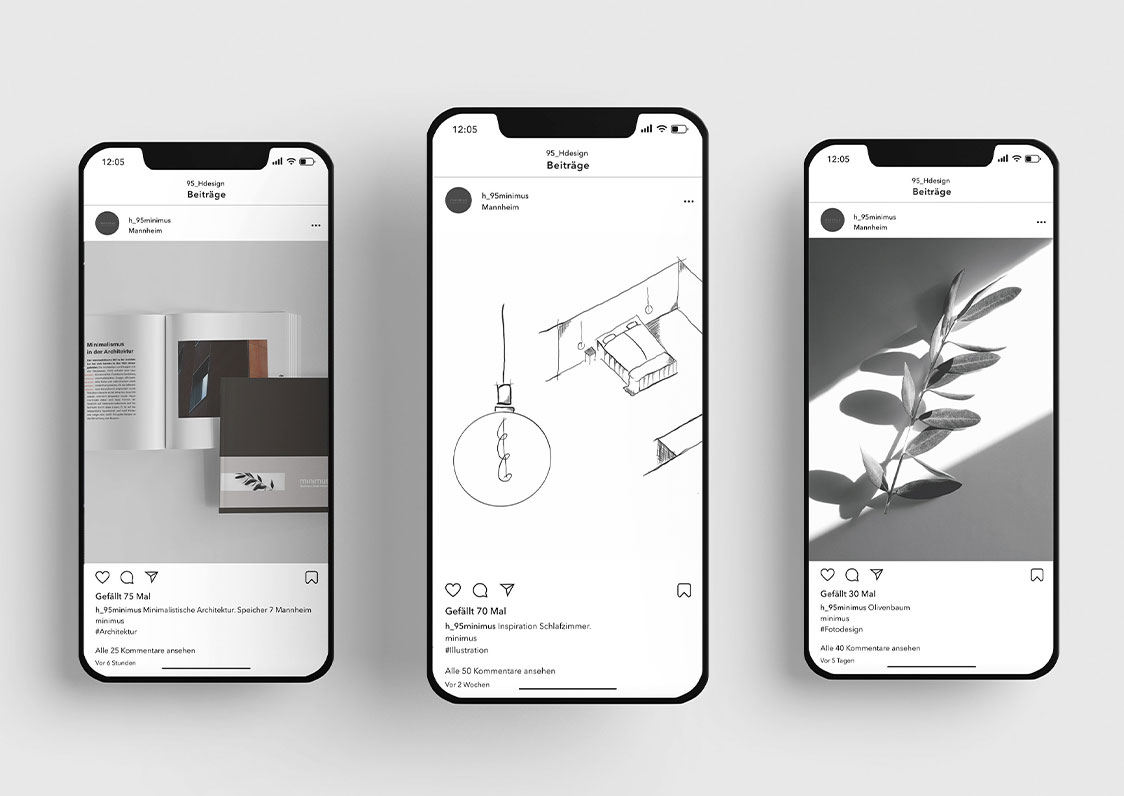 12:05
95_Hdesign
Beiträge
h_95minimus
Mannheim
Minimalismus
in der Architektur
minimus
Gefällt 75 Mal
h_95minimus Minimalistische Architektur. Speicher 7 Mannheim
minimus
#Architektur
Alle 25 Kommentare ansehen
Vor 6 Stunden
12:05
95_Hdesign
Beiträge
h_95minimus
Mannheim
Gefällt 70 Mal
h_95minimus Inspiration Schlafzimmer.
minimus
#Illustration
Alle 50 Kommentare ansehen
Vor 2 Wochen
12:05
95_Hdesign
Beiträge
h_95minimus
Mannheim
Gefällt 30 Mal
h_95minimus Olivenbaum
minimus
#Fotodesign
Alle 40 Kommentare ansehen
Vor 5 Tagen